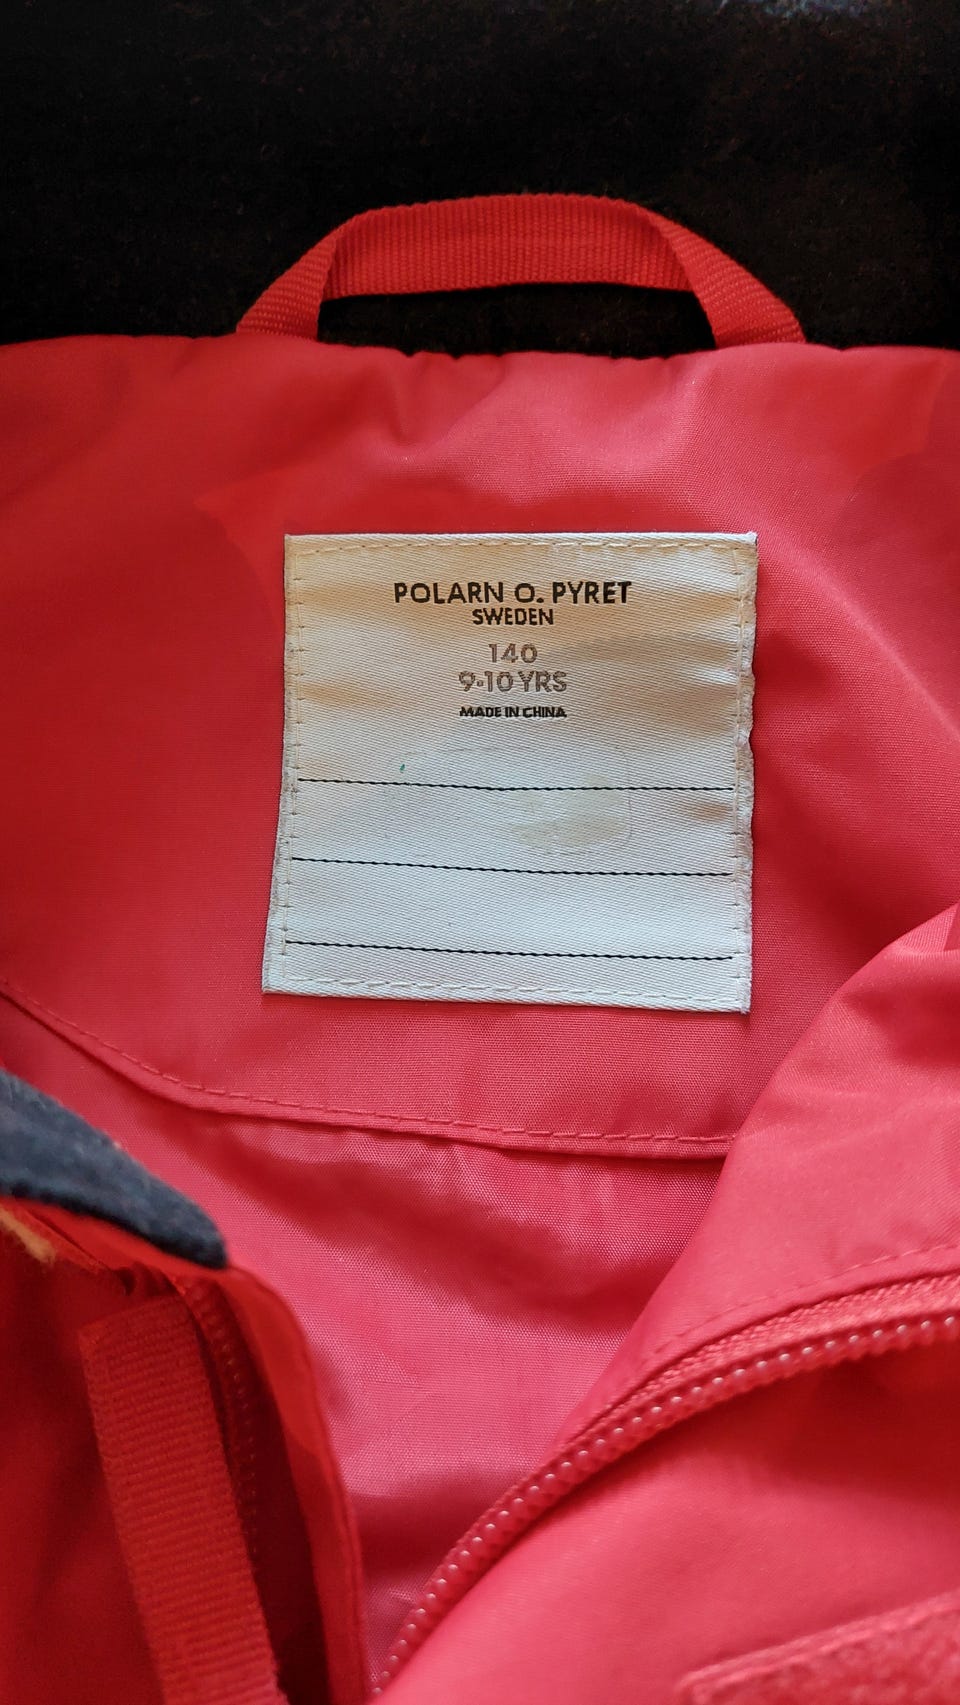 POLARN O. PYRET
SWEDEN
140
9-10 YRS
MADE IN CHINA